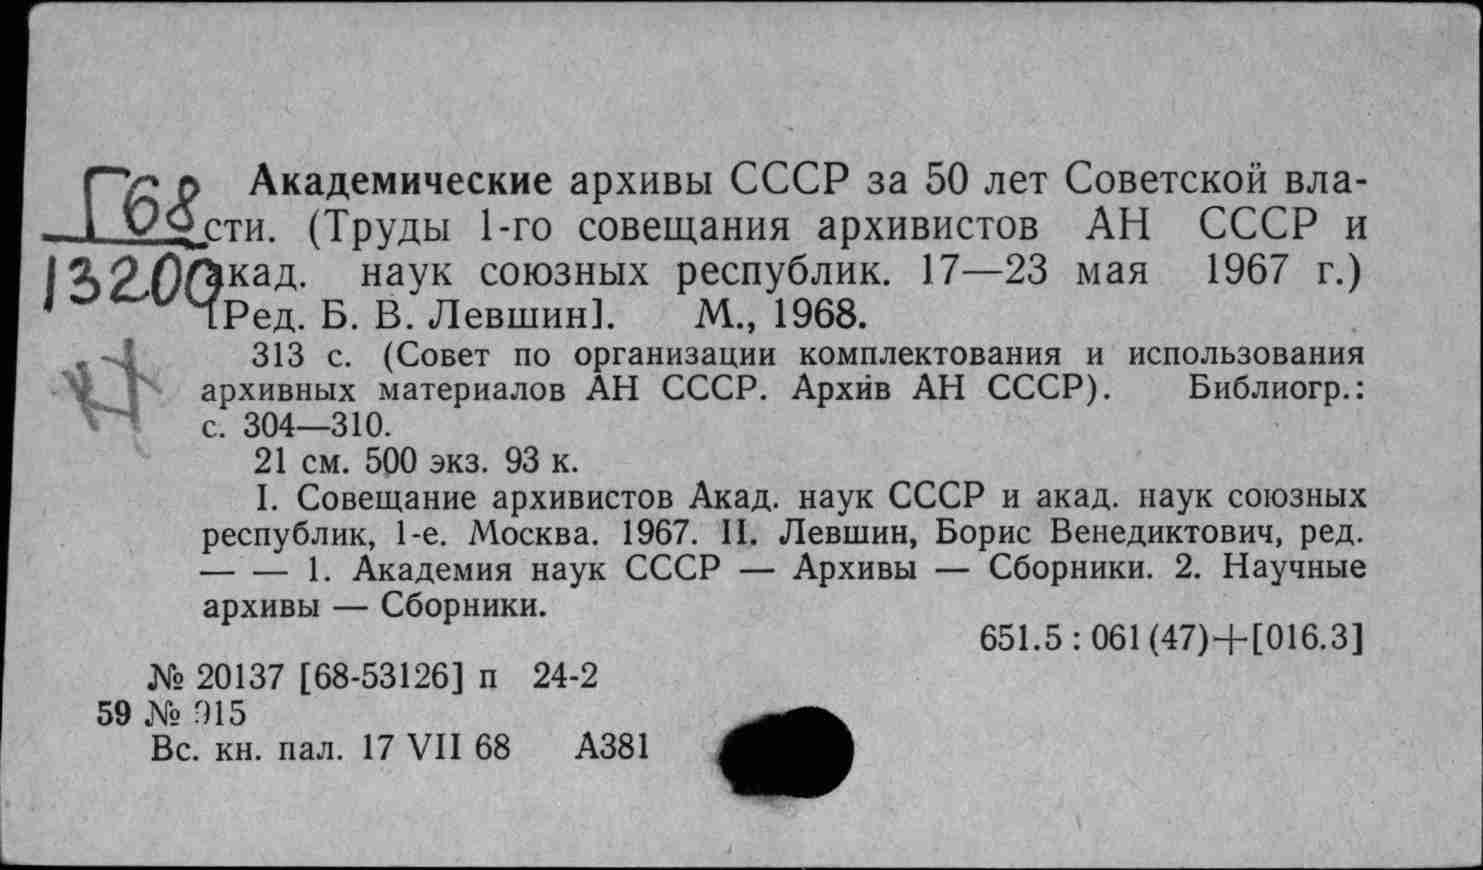 Г68
13200
Академические архивы СССР за 50 лет Советской вла-
сти. (Труды 1-го совещания архивистов АН СССР и
акад. наук союзных республик. 17—23 мая 1967 г.)
[Ред. Б. В. Левшин]. М., 1968.
313 с. (Совет по организации комплектования и использования
архивных материалов АН СССР. Архив АН СССР). Библиогр.:
с. 304—310.
21 см. 500 экз. 93 к.
I. Совещание архивистов Акад. наук СССР и акад. наук союзных
республик, 1-е. Москва. 1967. II. Левшин, Борис Венедиктович, ред.
— — 1. Академия наук СССР — Архивы — Сборники. 2. Научные
архивы — Сборники.
651.5 : 061 (47)+[016.3]
№ 20137 [68-53126] п 24-2
59 № 915
Вс. кн. пал. 17 VII 68 А381